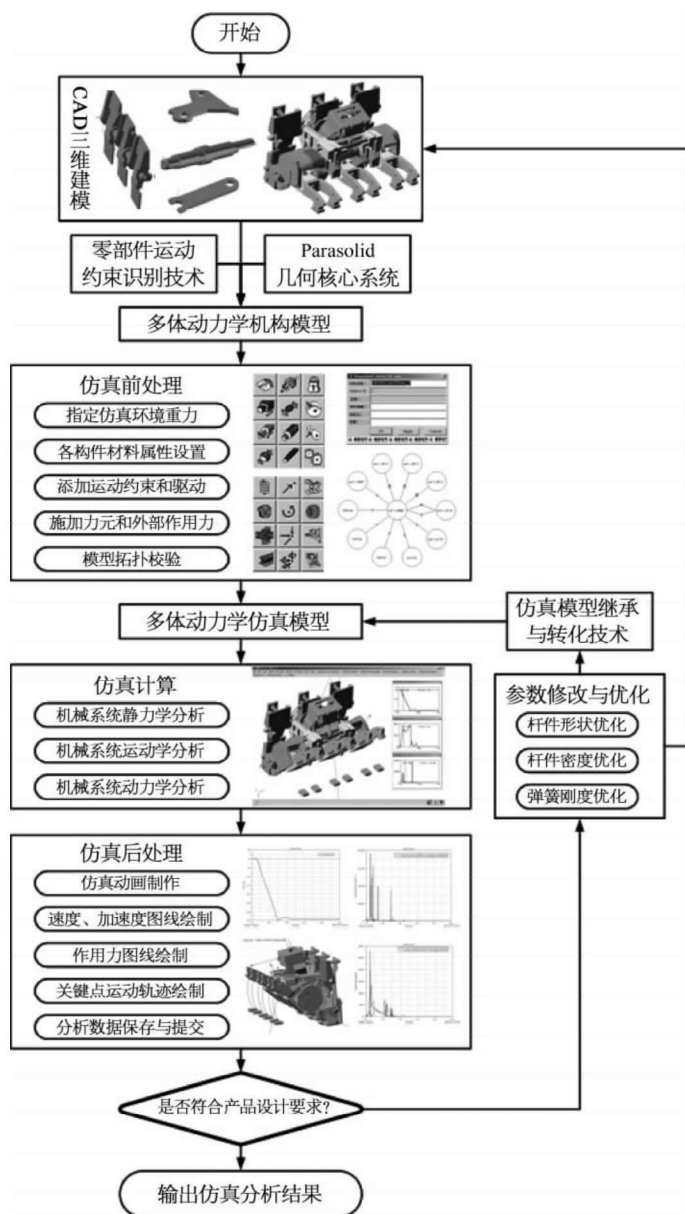 开始
CAD三维建模
零部件运动
约束识别技术
Parasolid
几何核心系统
多体动力学机构模型
仿真前处理
指定仿真环境重力
各构件材料属性设置
添加运动约束和驱动
施加力元和外部作用力
模型拓扑校验
多体动力学仿真模型
仿真模型继承
与转化技术
仿真计算
机械系统静力学分析
机械系统运动学分析
机械系统动力学分析
参数修改与优化
杆件形状优化
杆件密度优化
弹簧刚度优化
仿真后处理
仿真动画制作
速度、加速度图线绘制
作用力图线绘制
关键点运动轨迹绘制
分析数据保存与提交
是否符合产品设计要求?
输出仿真分析结果